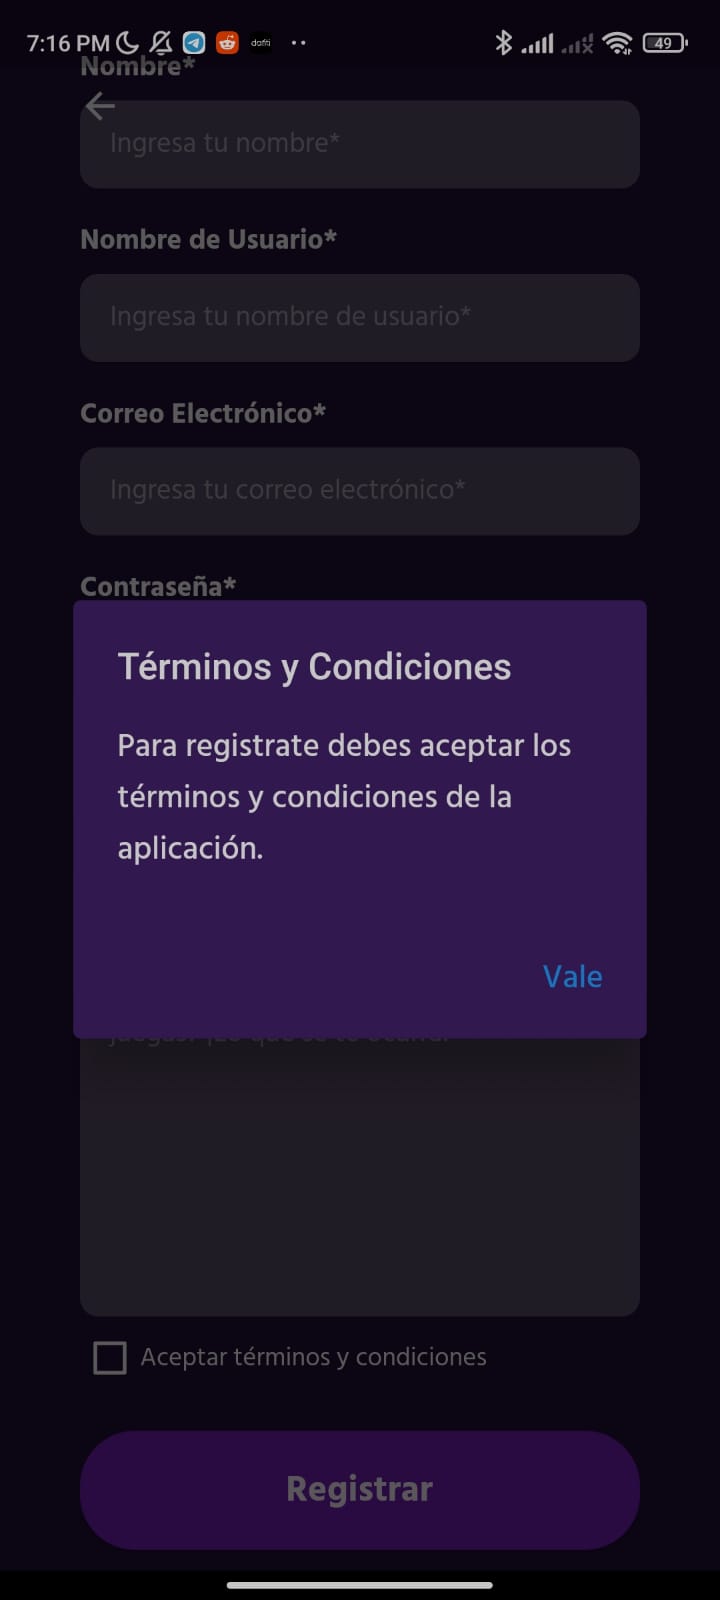 7:16 PM
dafiti
49
Nombre*
Ingresa tu nombre*
Nombre de Usuario*
Ingresa tu nombre de usuario*
Correo Electrónico*
Ingresa tu correo electrónico*
Contraseña*
Términos y Condiciones
Para registrate debes aceptar los
términos y condiciones de la
aplicación.
Vale
Aceptar términos y condiciones
Registrar